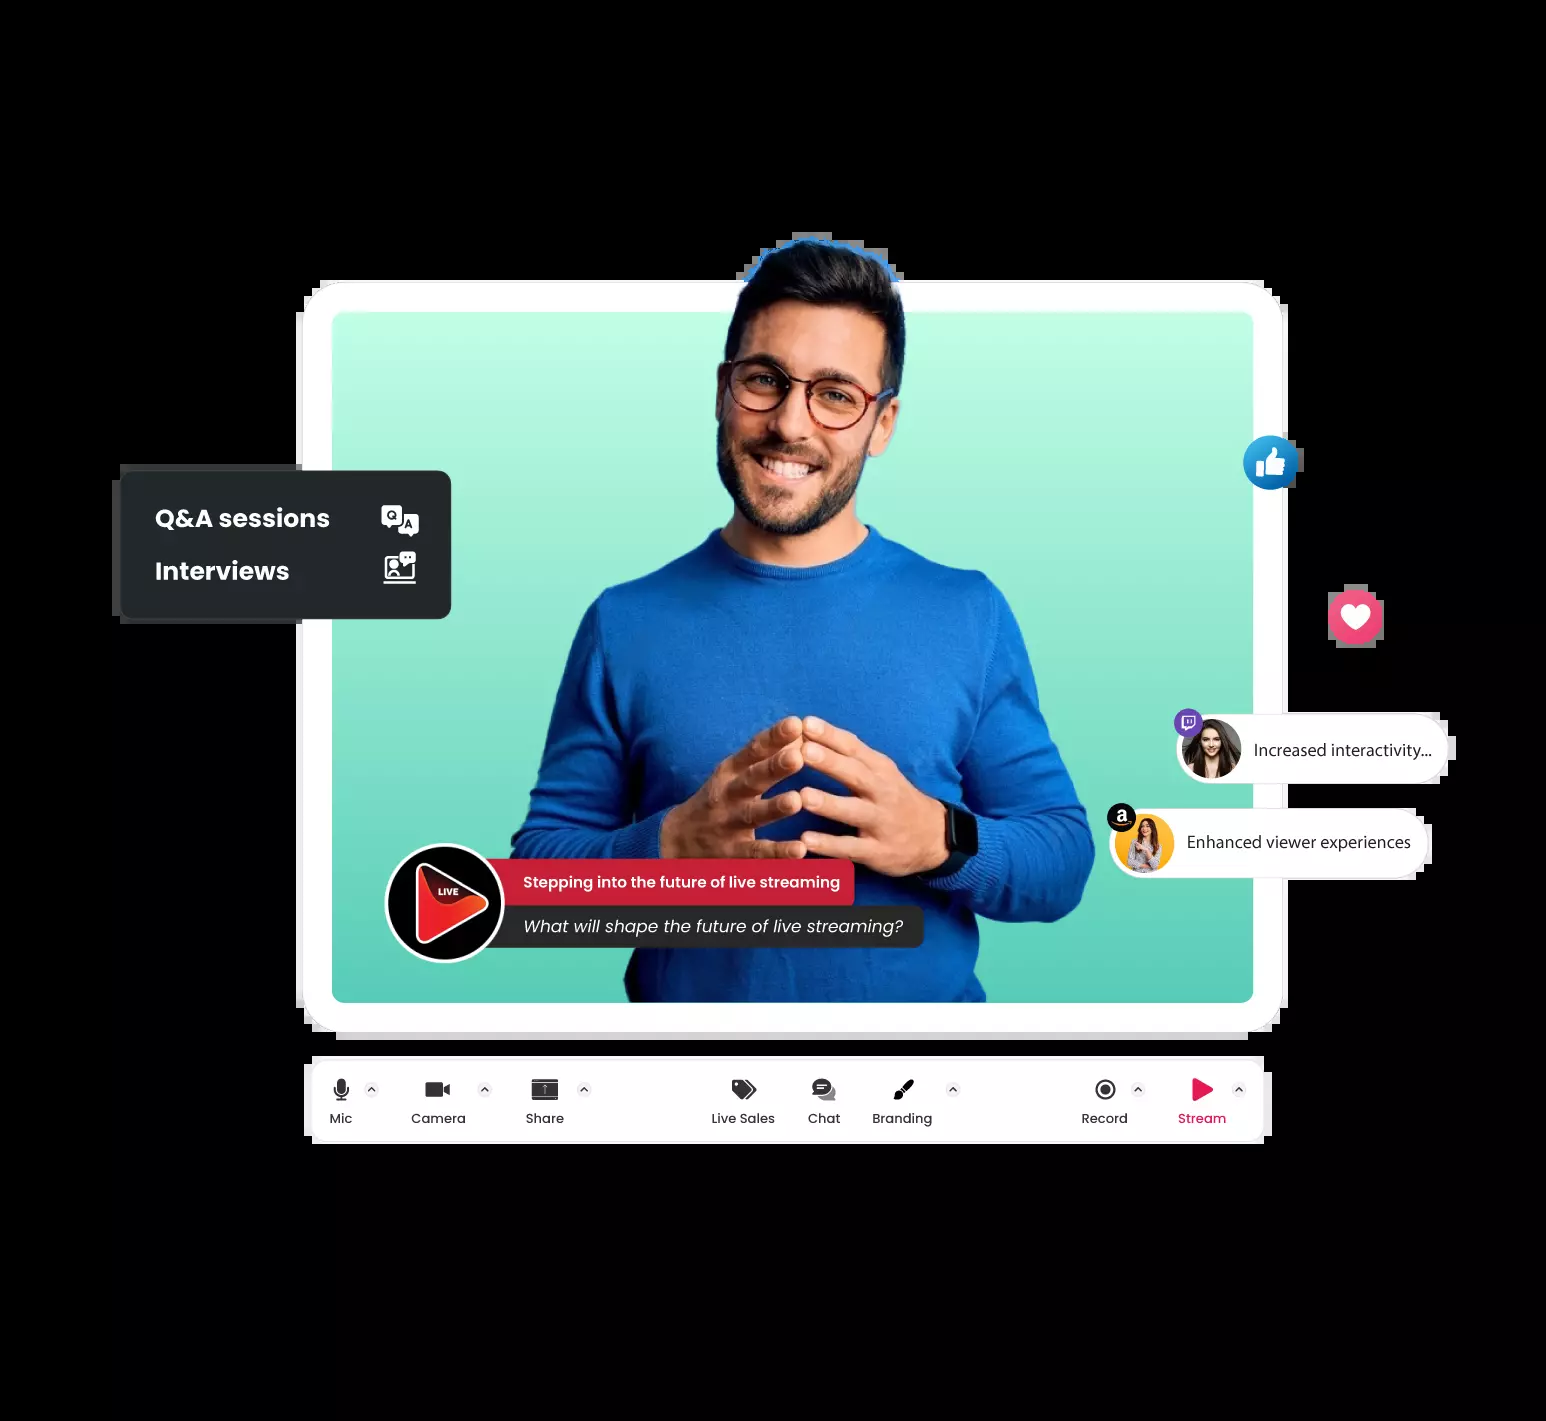 Q&A sessions
Q A
Interviews
Increased interactivity...
a
Enhanced viewer experiences
LIVE
Stepping into the future of live streaming
What will shape the future of live streaming?
Mic Camera Share Live Sales Chat Branding Record Stream